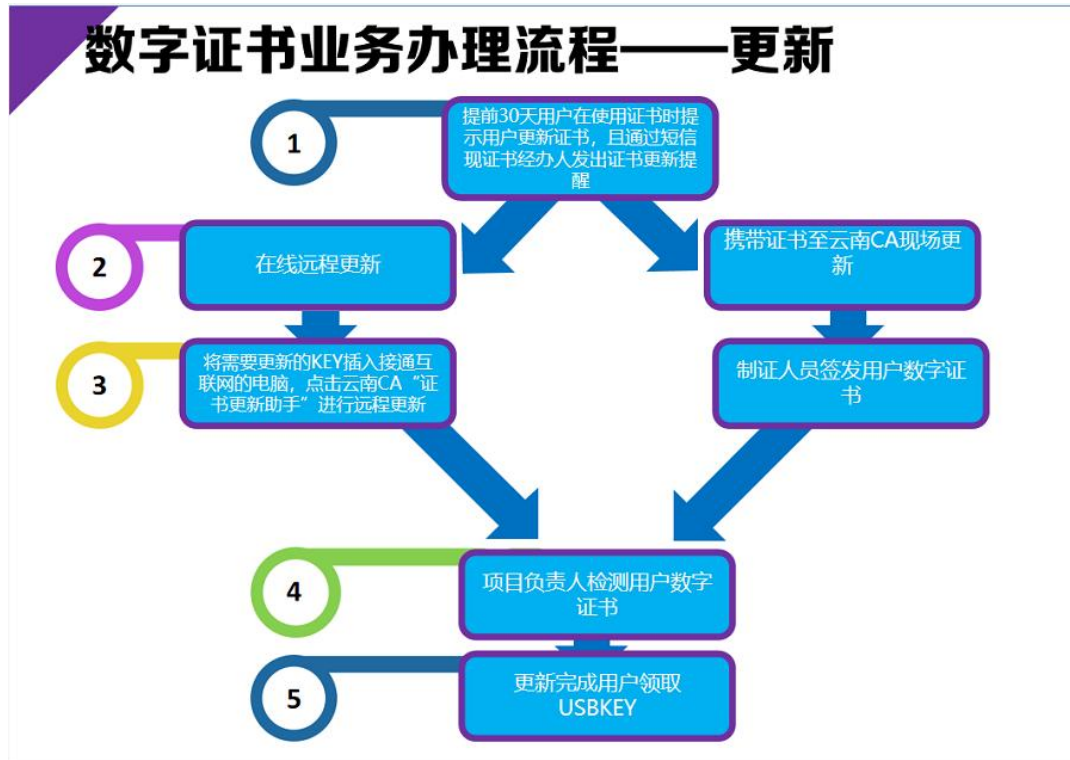 数字证书业务办理流程——更新
1
提前30天用户在使用证书时提
示用户更新证书，且通过短信
现证书经办人发出证书更新提
醒
2
在线远程更新
携带证书至云南CA现场更
新
3
将需要更新的KEY插入接通互
联网的电脑，点击云南CA“证
书更新助手”进行远程更新
制证人员签发用户数字证
书
4
项目负责人检测用户数字
证书
5
更新完成用户领取
USBKEY